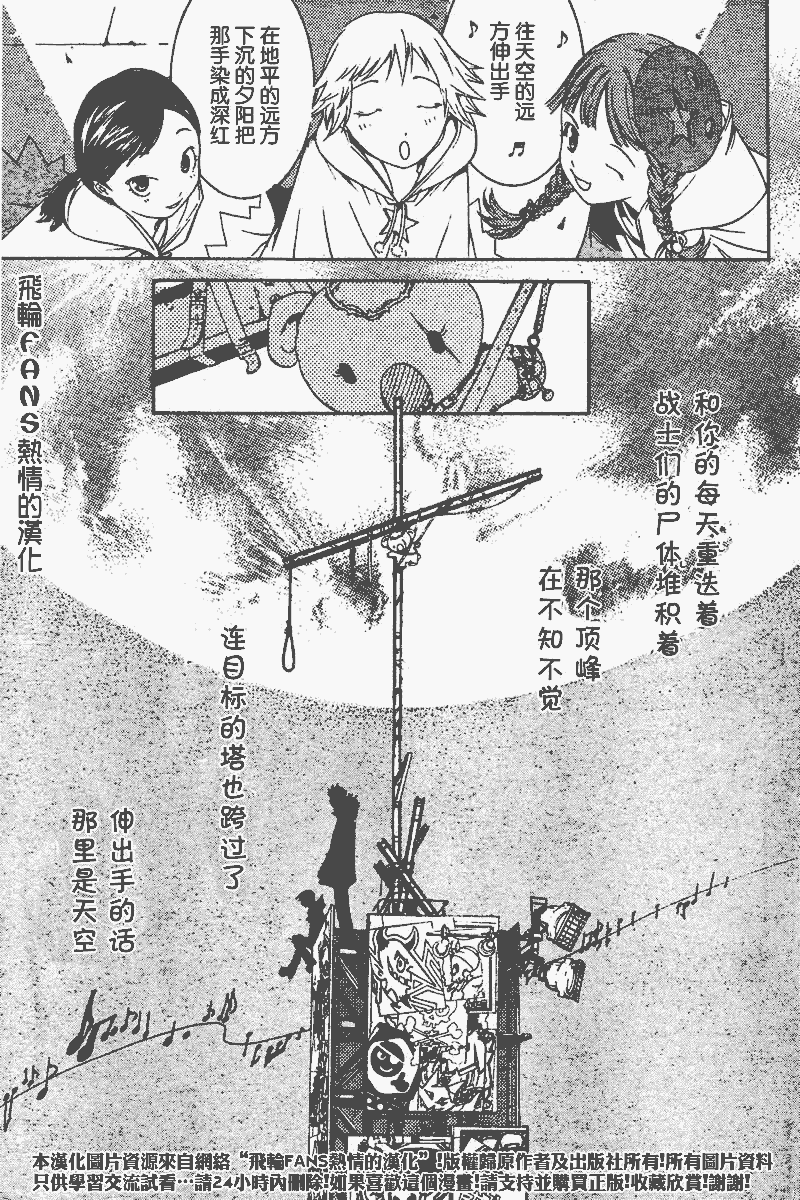 往天空的远
方伸出手
在地平的远方
下沉的夕阳把
那手染成深红
和你的每天重迭着
战士们的尸体堆积着
那个顶峰
在不知不觉
连目标的塔也跨过了
伸出手的话
那里是天空
飛輪FANS熱情的漢化
本漢化圖片資源來自網絡“飛輪FANS熱情的漢化”!版權歸原作者及出版社所有!所有圖片資料
只供學習交流試看…請24小時內刪除!如果喜歡這個漫畫!請支持並購買正版!收藏欣賞!謝謝!